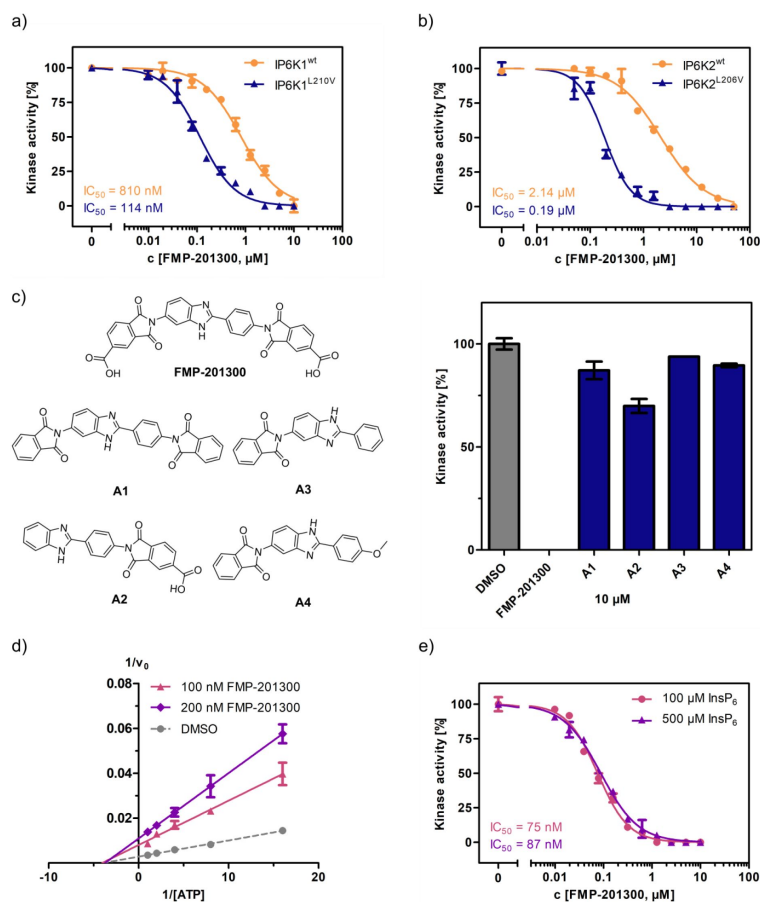 a)
IP6K1wt
IP6K1L210V
Kinase activity [%]
100
75
50
25
0
IC50 = 810 nM
IC50 = 114 nM
0
0.01
0.1
1
10
100
c [FMP-201300, µM]
b)
IP6K2wt
IP6K2L206V
Kinase activity [%]
100
75
50
25
0
IC50 = 2.14 µM
IC50 = 0.19 µM
0
0.01
0.1
1
10
100
c [FMP-201300, µM]
c)
O
N
O
N
N
H
O
N
O
O
OH
O
OH
FMP-201300
O
N
O
N
N
H
O
N
O
A1
O
N
O
H
N
N
A3
N
N
H
O
N
O
O
OH
A2
O
N
O
H
N
N
O
A4
Kinase activity [%]
100
50
0
DMSO
FMP-201300
A1
A2
A3
A4
10 µM
d)
1/v0
0.08
0.06
0.04
0.02
100 nM FMP-201300
200 nM FMP-201300
DMSO
-10
0
10
20
1/[ATP]
e)
100 µM InsP6
500 µM InsP6
Kinase activity [%]
100
75
50
25
0
IC50 = 75 nM
IC50 = 87 nM
0
0.01
0.1
1
10
100
c [FMP-201300, µM]